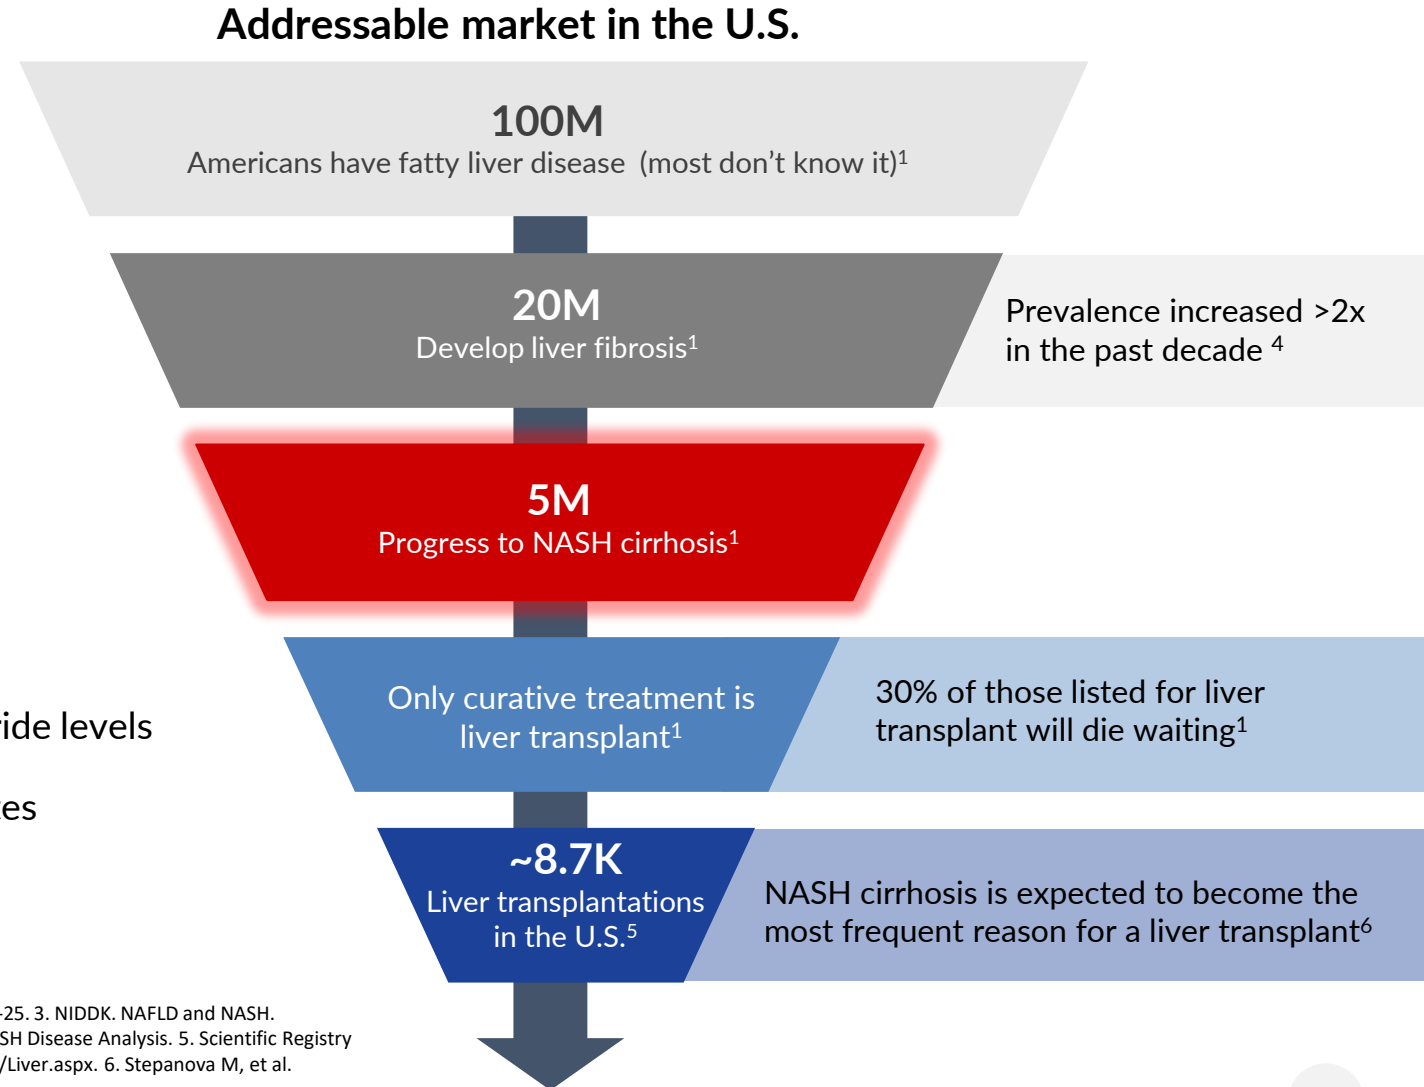 Addressable market in the U.S.
100M
Americans have fatty liver disease (most don’t know it)1
20M
Develop liver fibrosis1
Prevalence increased >2x
in the past decade 4
5M
Progress to NASH cirrhosis1
Only curative treatment is
liver transplant1
30% of those listed for liver
transplant will die waiting1
ride levels
tes
~8.7K
Liver transplantations
in the U.S.5
NASH cirrhosis is expected to become the
most frequent reason for a liver transplant6
-25. 3. NIDDK. NAFLD and NASH.
SH Disease Analysis. 5. Scientific Registry
/Liver.aspx. 6. Stepanova M, et al.